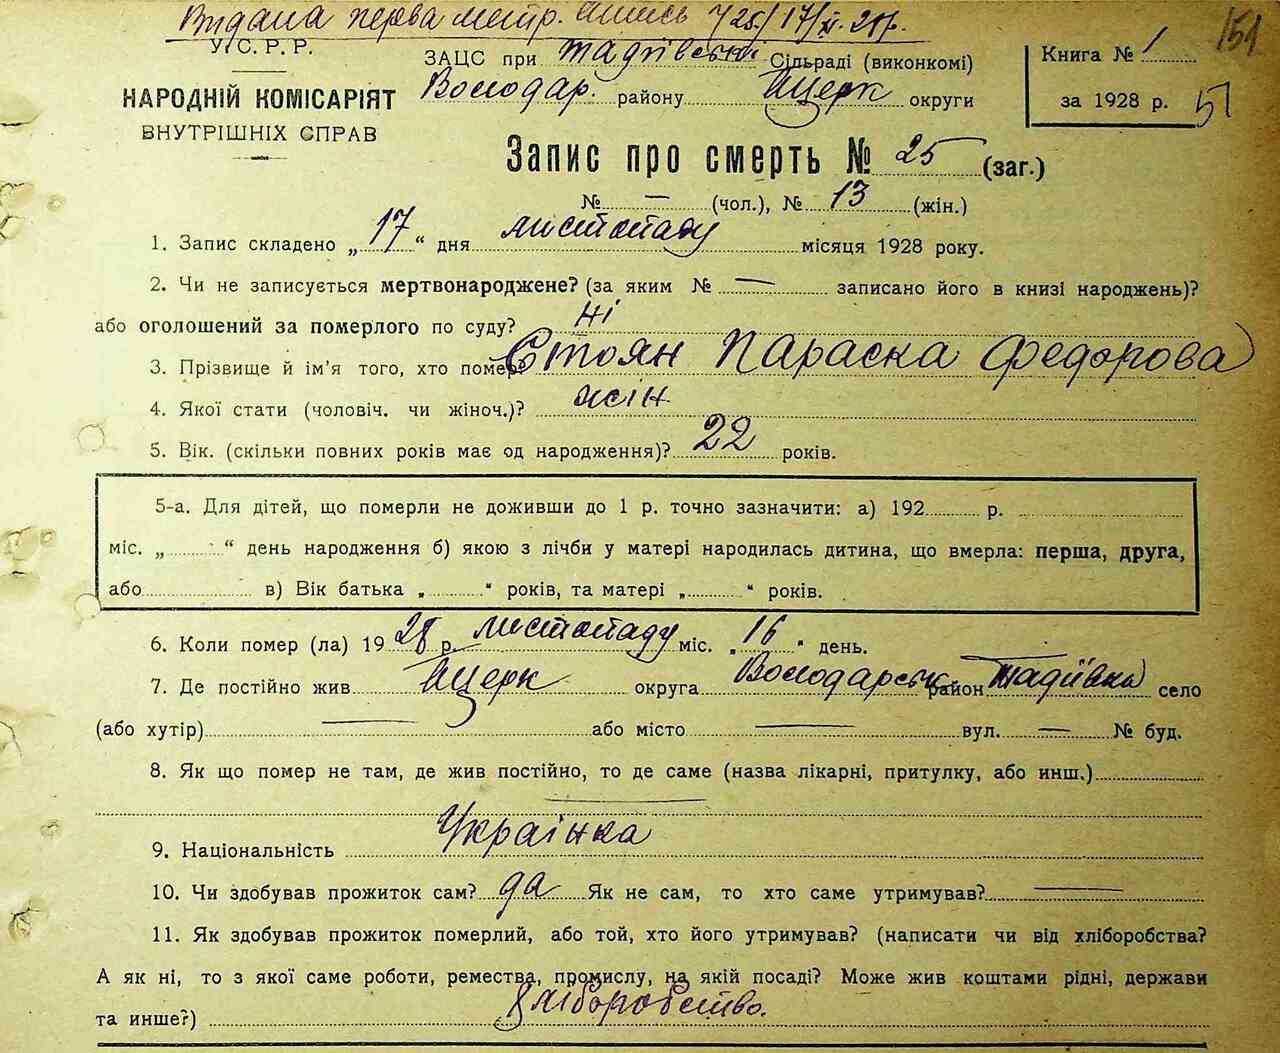 Видана перва метр. Випись № 25/17/XI.28р.
151
У. С. Р. Р.
НАРОДНІЙ КОМІСАРІЯТ
ВНУТРІШНІХ СПРАВ
ЗАЦС при Тадіївській Сільраді (виконкомі)
Володар. району Бцерк округи
Книга № 1
за 1928 р.
51
Запис про смерть № 25 (заг.)
№ — (чол.), № 13 (жін.)
1. Запис складено „ 17 “ дня листопаду місяця 1928 року.
2. Чи не записується мертвонароджене? (за яким № — записано його в книзі народжень)?
або оголошений за померлого по суду? Ні
3. Прізвище й ім’я того, хто помер? Стоян Параска Федорова
4. Якої стати (чоловіч. чи жіноч.)? жін.
5. Вік. (скільки повних років має од народження)? 22 років.
5-а. Для дітей, що померли не доживши до 1 р. точно зазначити: а) 192 р.
міс. „ “ день народження б) якою з лічби у матері народилась дитина, що вмерла: перша, друга,
або в) Вік батька „ “ років, та матері „ “ років.
6. Коли помер (ла) 1928 р. листопаду міс. „ 16 “ день.
7. Де постійно жив Бцерк округа Володарськ район Тадіївка село
(або хутір) — або місто — вул. — № буд.
8. Як що помер не там, де жив постійно, то де саме (назва лікарні, притулку, або инш.)
—
9. Національність Українка
10. Чи здобував прожиток сам? да Як не сам, то хто саме утримував? —
11. Як здобував прожиток померлий, або той, хто його утримував? (написати чи від хліборобства?
А як ні, то з якої саме роботи, ремества, промислу, на якій посаді? Може жив коштами рідні, держави
та инше?) Хліборобство.